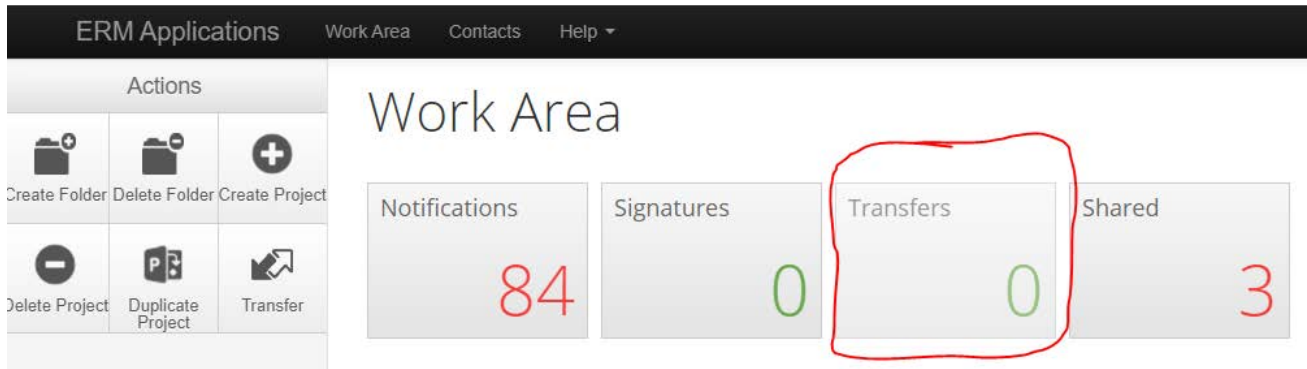 ERM Applications Work Area Contacts Help
Actions
Create Folder Delete Folder Create Project
Delete Project Duplicate Project Transfer
Work Area
Notifications Signatures Transfers Shared
84 0 0 3